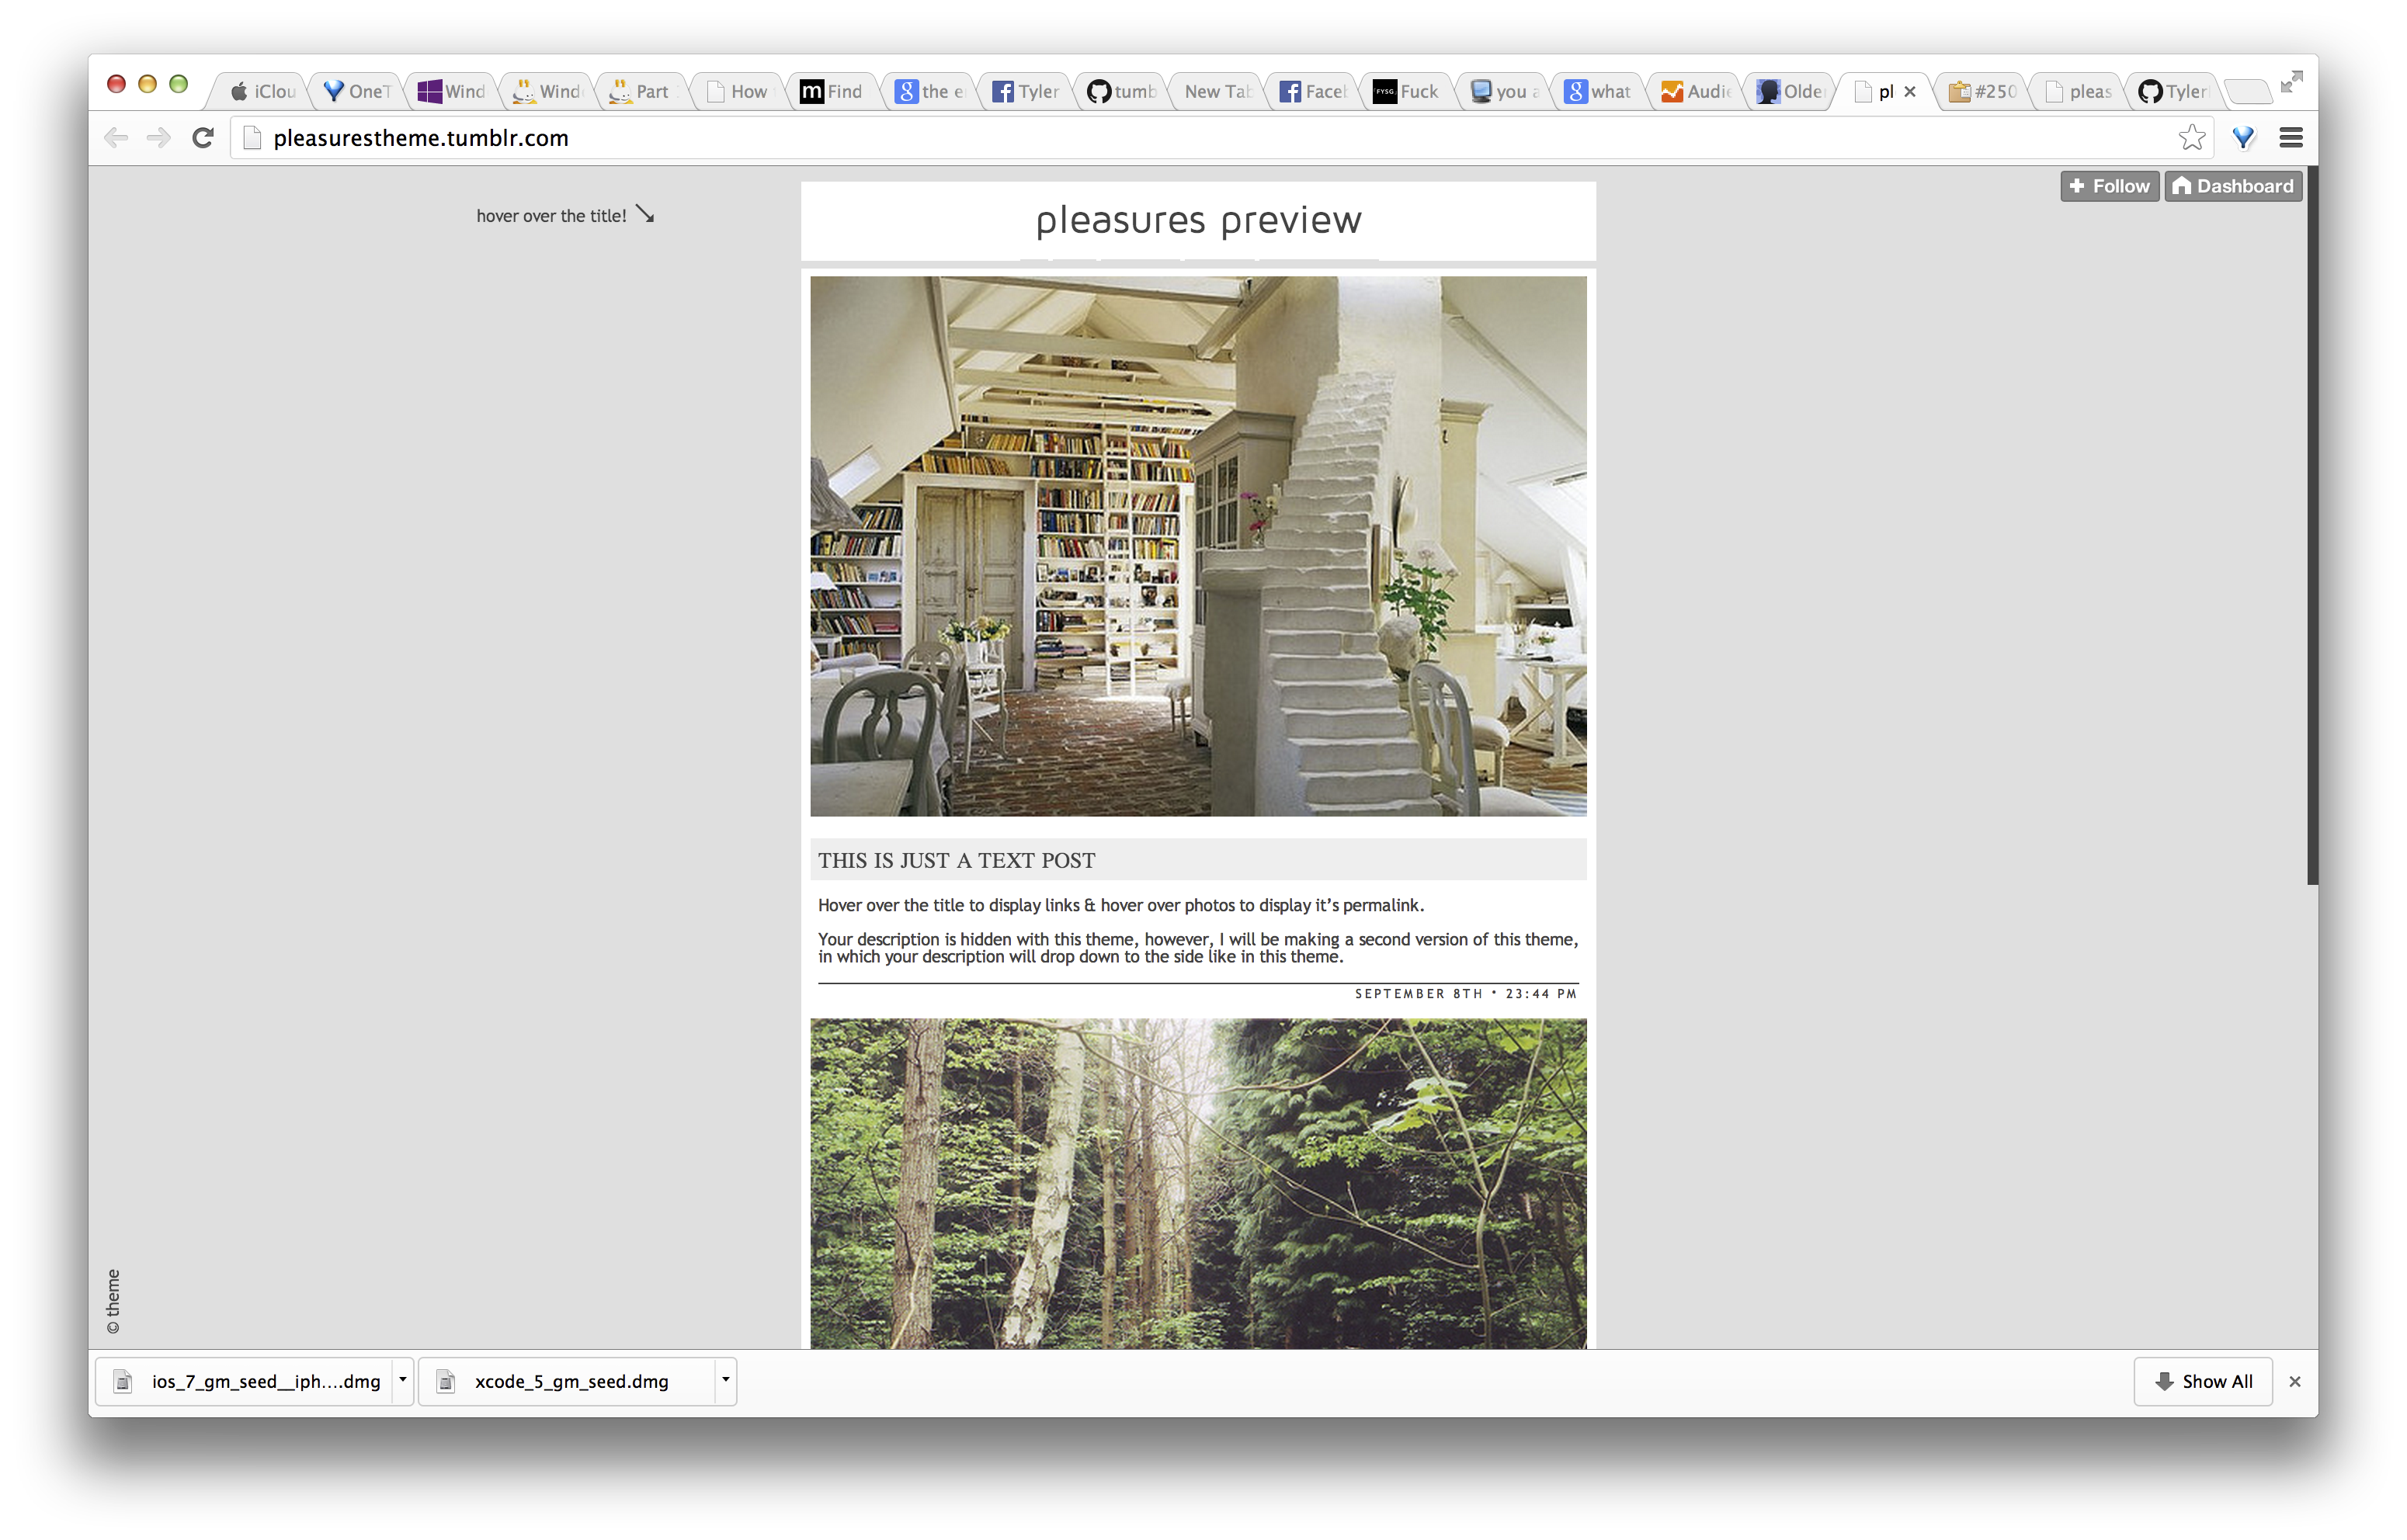 iClou
OneT
Wind
Wind
Part
How
m Find
g the e
f Tyler
tumb
New Tab
f Faceb
FYSG Fuck
you a
g what
Audie
Older
pl
#250
pleas
Tyler
pleasurestheme.tumblr.com
Follow
Dashboard
hover over the title!
pleasures preview
THIS IS JUST A TEXT POST
Hover over the title to display links & hover over photos to display it’s permalink.
Your description is hidden with this theme, however, I will be making a second version of this theme,
in which your description will drop down to the side like in this theme.
SEPTEMBER 8TH • 23:44 PM
© theme
ios_7_gm_seed__iph....dmg
xcode_5_gm_seed.dmg
Show All